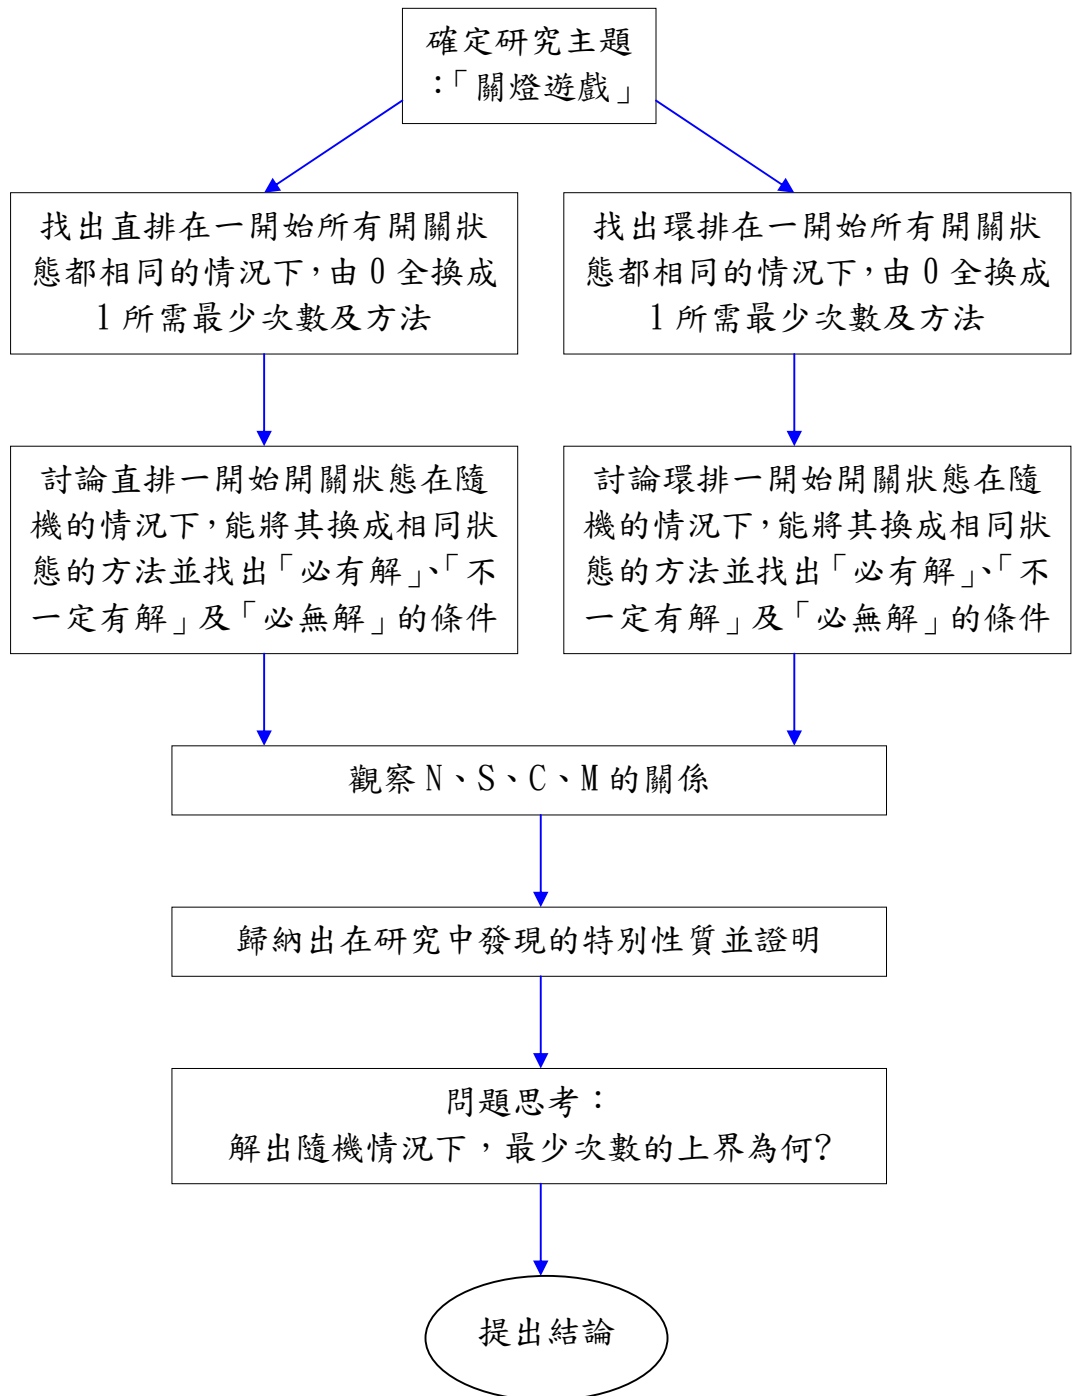 確定研究主題
:「關燈遊戲」
找出直排在一開始所有開關狀
態都相同的情況下,由 0 全換成
1 所需最少次數及方法
找出環排在一開始所有開關狀
態都相同的情況下,由 0 全換成
1 所需最少次數及方法
討論直排一開始開關狀態在隨
機的情況下,能將其換成相同狀
態的方法並找出「必有解」、「不
一定有解」及「必無解」的條件
討論環排一開始開關狀態在隨
機的情況下,能將其換成相同狀
態的方法並找出「必有解」、「不
一定有解」及「必無解」的條件
觀察 N、S、C、M 的關係
歸納出在研究中發現的特別性質並證明
問題思考:
解出隨機情況下,最少次數的上界為何?
提出結論